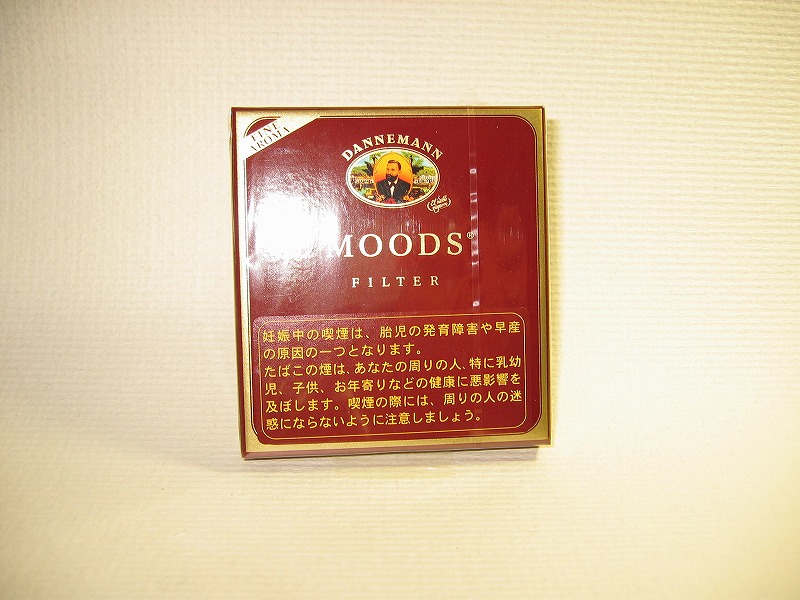 FINE
AROMA
DANNEMANN
MOODS®
FILTER
妊娠中の喫煙は、胎児の発育障害や早産
の原因の一つとなります。
たばこの煙は、あなたの周りの人、特に乳幼
児、子供、お年寄りなどの健康に悪影響を
及ぼします。喫煙の際には、周りの人の迷
惑にならないように注意しましょう。